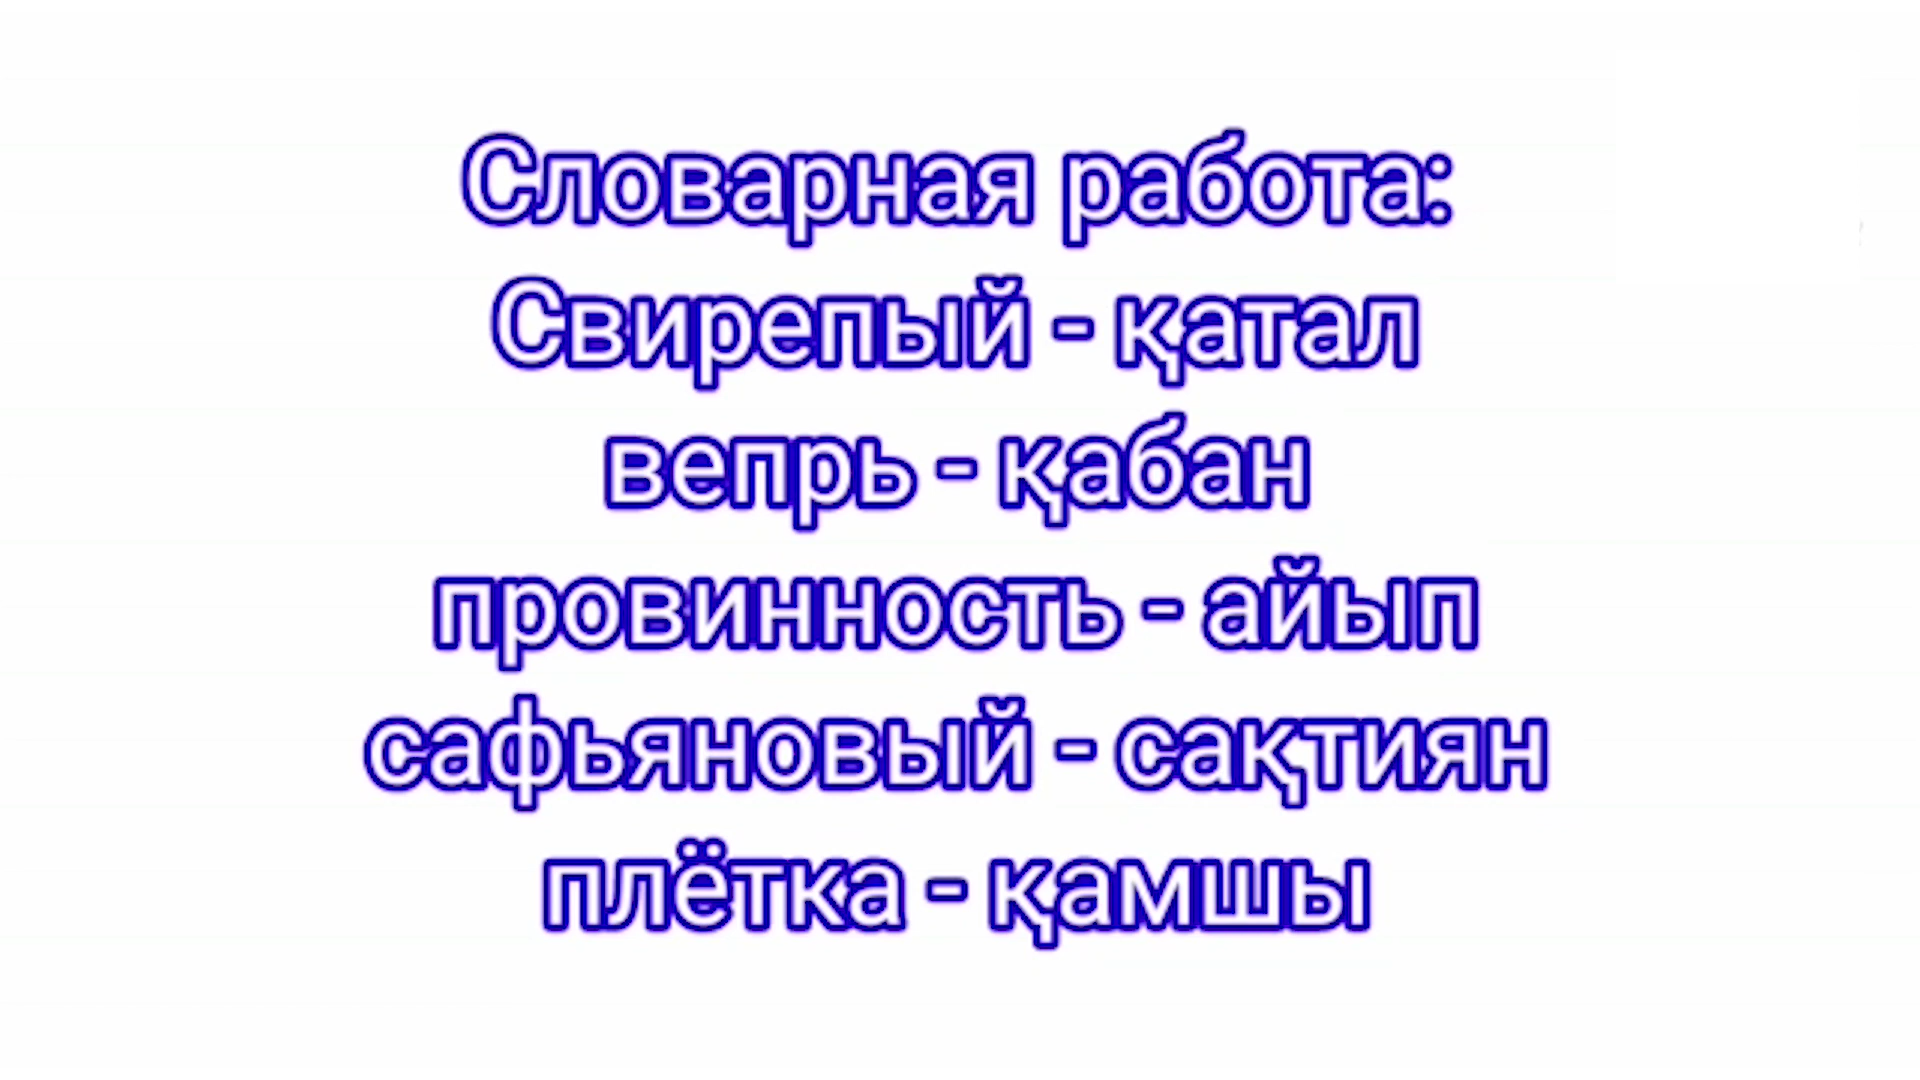 Словарная работа:
Свирепый - қатал
вепрь - қабан
провинность - айып
сафьяновый - сақтиян
плётка - қамшы